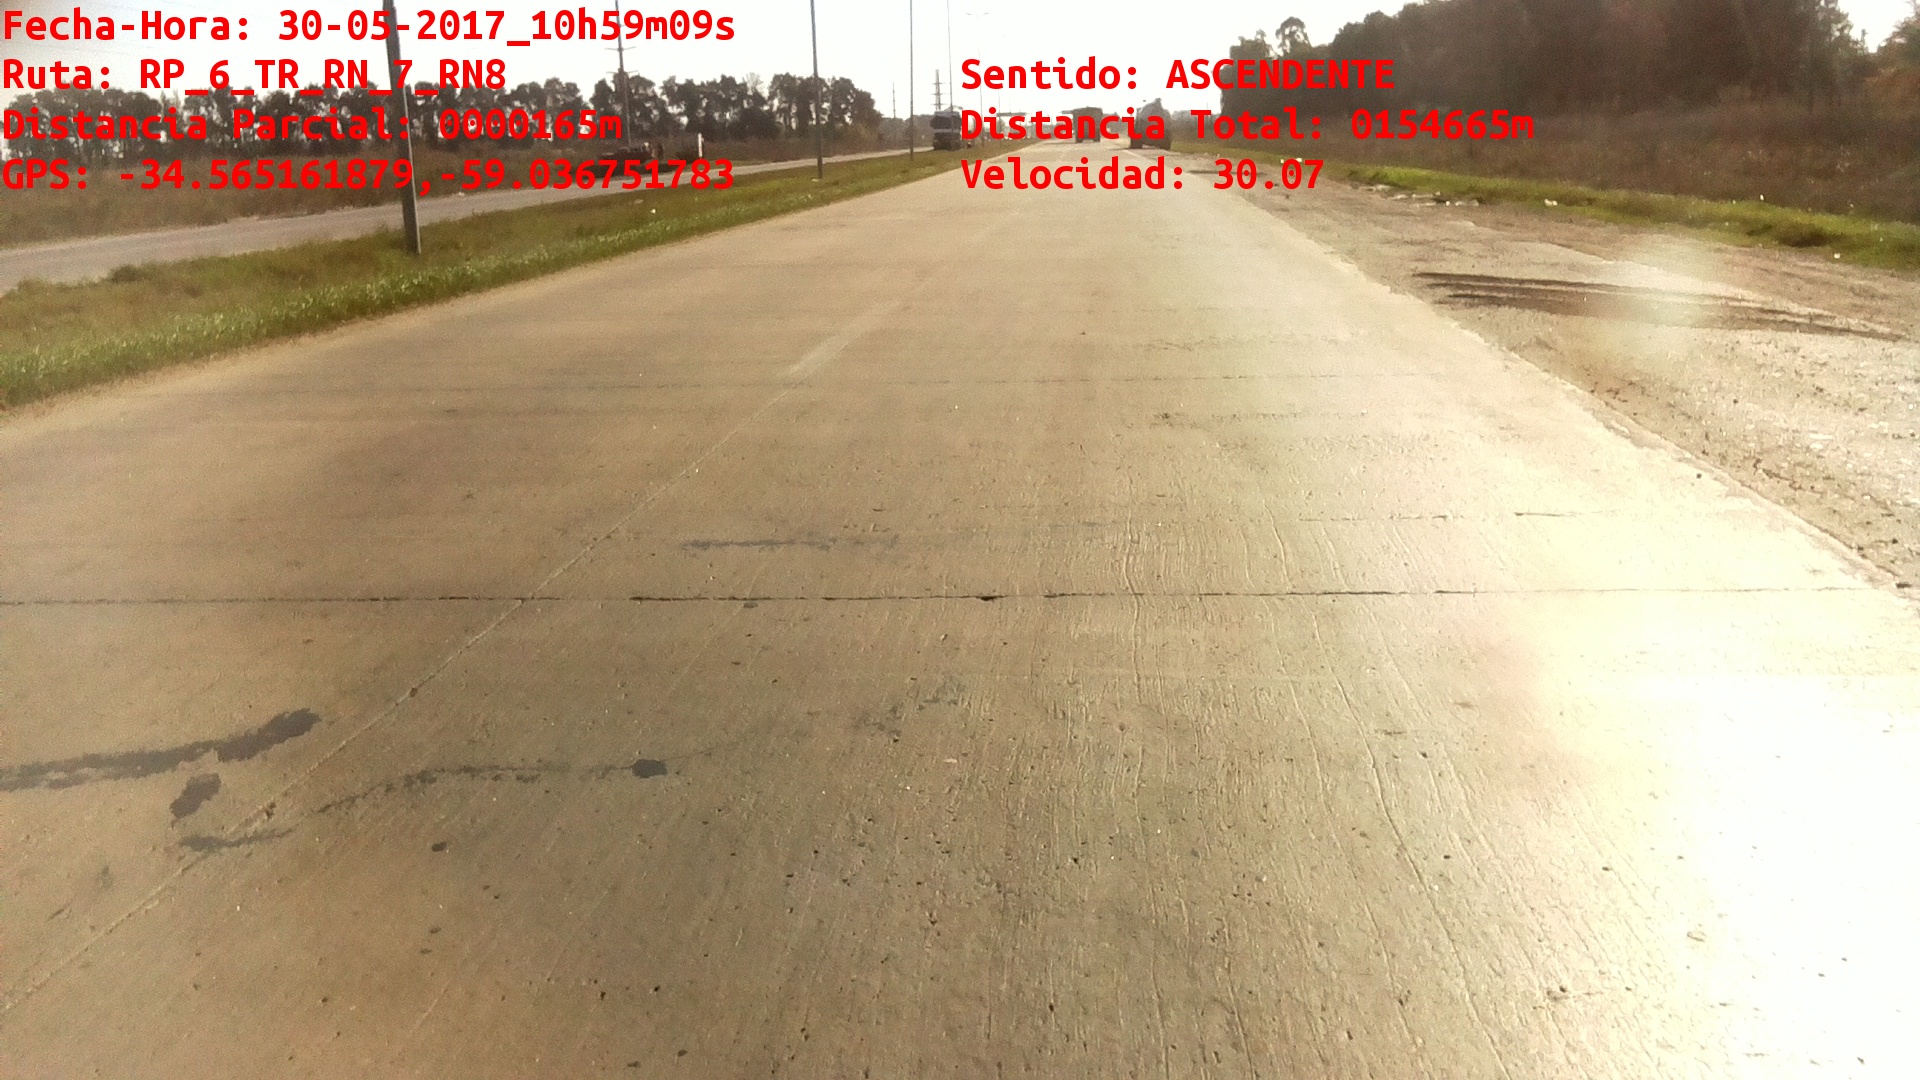 Fecha-Hora: 30-05-2017_10h59m09s
Ruta: RP_6_TR_RN_7_RN8
Sentido: ASCENDENTE
Distancia Parcial: 0000165m
Distancia Total: 0154665m
GPS: -34.565161879,-59.036751783
Velocidad: 30.07